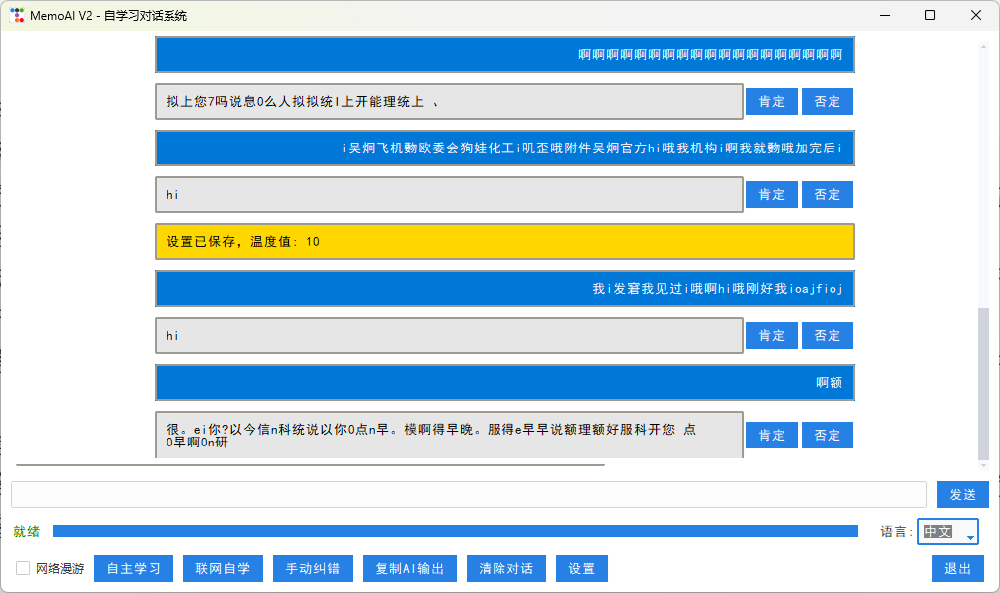 MemoAI V2 - 自学习对话系统
啊啊啊啊啊啊啊啊啊啊啊啊啊啊啊啊啊啊啊
拟上您7吗说息0么人拟拟统I上开能理统上 、
肯定
否定
i吴炯飞机覅欧委会狗娃化工i叽歪哦附件吴炯官方hi哦我机构i啊我就覅哦加完后i
hi
肯定
否定
设置已保存，温度值: 10
我i发窘我见过i哦啊hi哦刚好我ioajfioj
hi
肯定
否定
啊额
很。ei你?以今信n科统说以你0点n早。模啊得早晚。服得e早早说额理额好服科开您 点
0早啊0n研
肯定
否定
发送
就绪
语言:
中文
网络漫游
自主学习
联网自学
手动纠错
复制AI输出
清除对话
设置
退出